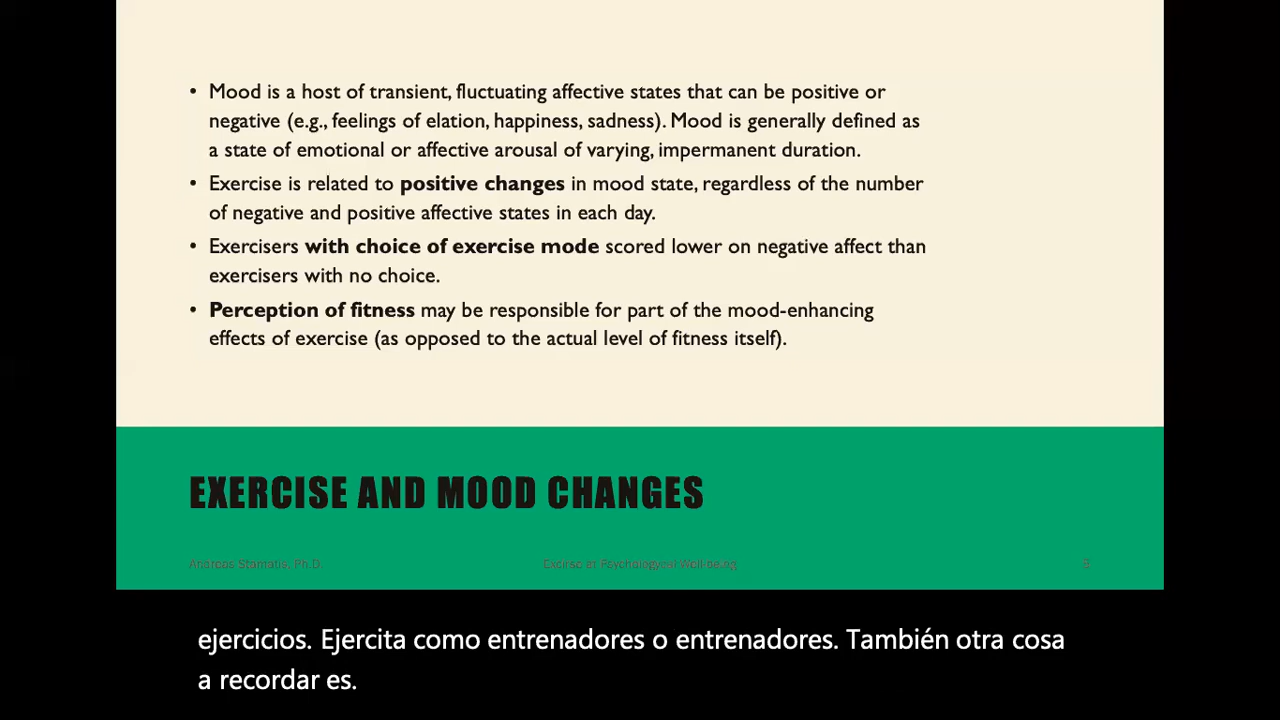 • Mood is a host of transient, fluctuating affective states that can be positive or
negative (e.g., feelings of elation, happiness, sadness). Mood is generally defined as
a state of emotional or affective arousal of varying, impermanent duration.
• Exercise is related to positive changes in mood state, regardless of the number
of negative and positive affective states in each day.
• Exercisers with choice of exercise mode scored lower on negative affect than
exercisers with no choice.
• Perception of fitness may be responsible for part of the mood-enhancing
effects of exercise (as opposed to the actual level of fitness itself).
EXERCISE AND MOOD CHANGES
Andreas Stamatis, Ph.D.
Well-being
ejercicios. Ejercita como entrenadores o entrenadores. También otra cosa
a recordar es.